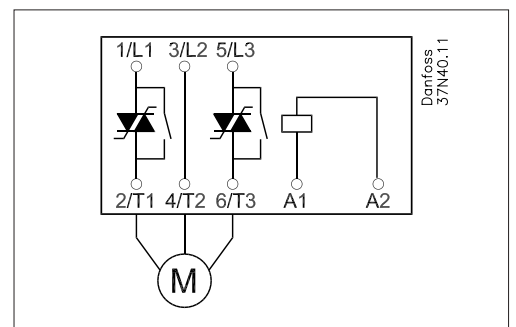 1/L1 3/L2 5/L3
Danfoss
37N40.11
2/T1 4/T2 6/T3 A1 A2
M